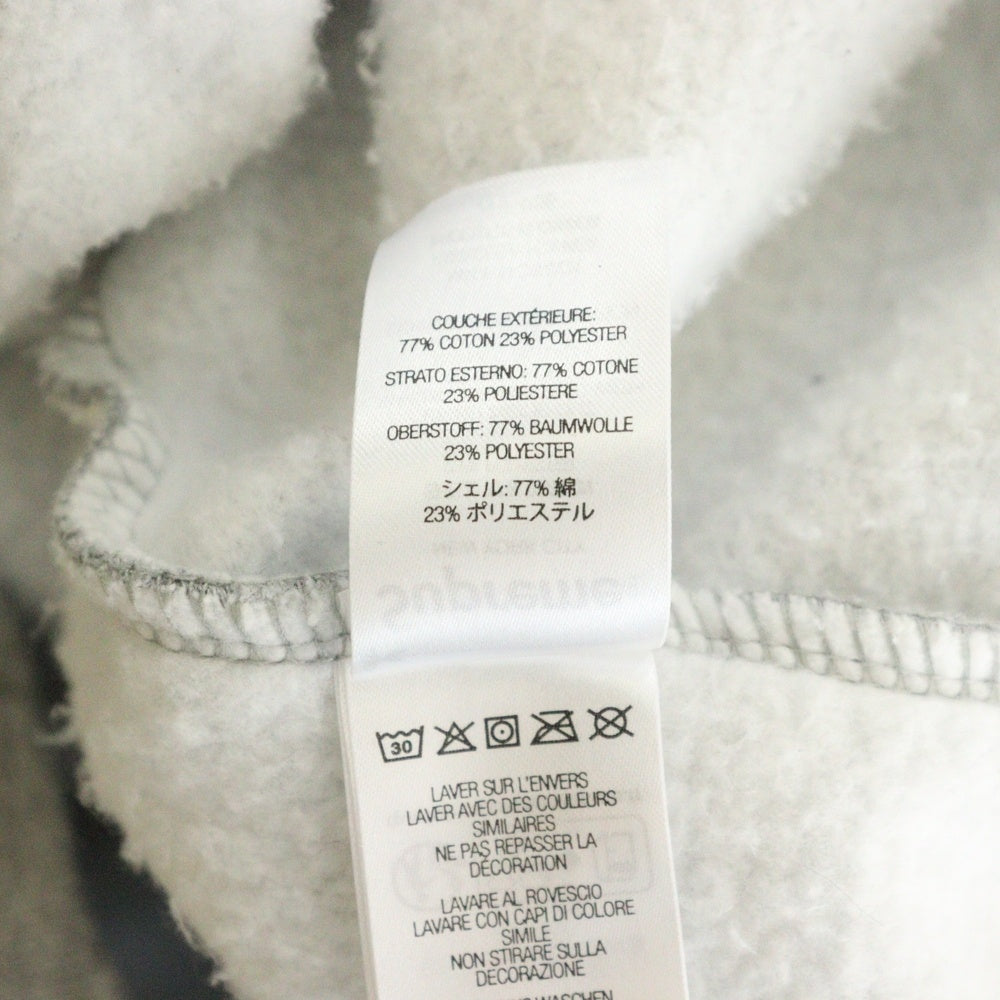 COUCHE EXTÉRIEURE:
77% COTON 23% POLYESTER
STRATO ESTERNO: 77% COTONE
23% POLIESTERE
OBERSTOFF: 77% BAUMWOLLE
23% POLYESTER
シェル: 77% 綿
23% ポリエステル
30
LAVER SUR L'ENVERS
LAVER AVEC DES COULEURS
SIMILAIRES
NE PAS REPASSER LA
DÉCORATION
LAVARE AL ROVESCIO
LAVARE CON CAPI DI COLORE
SIMILE
NON STIRARE SULLA
DECORAZIONE
WASCHEN